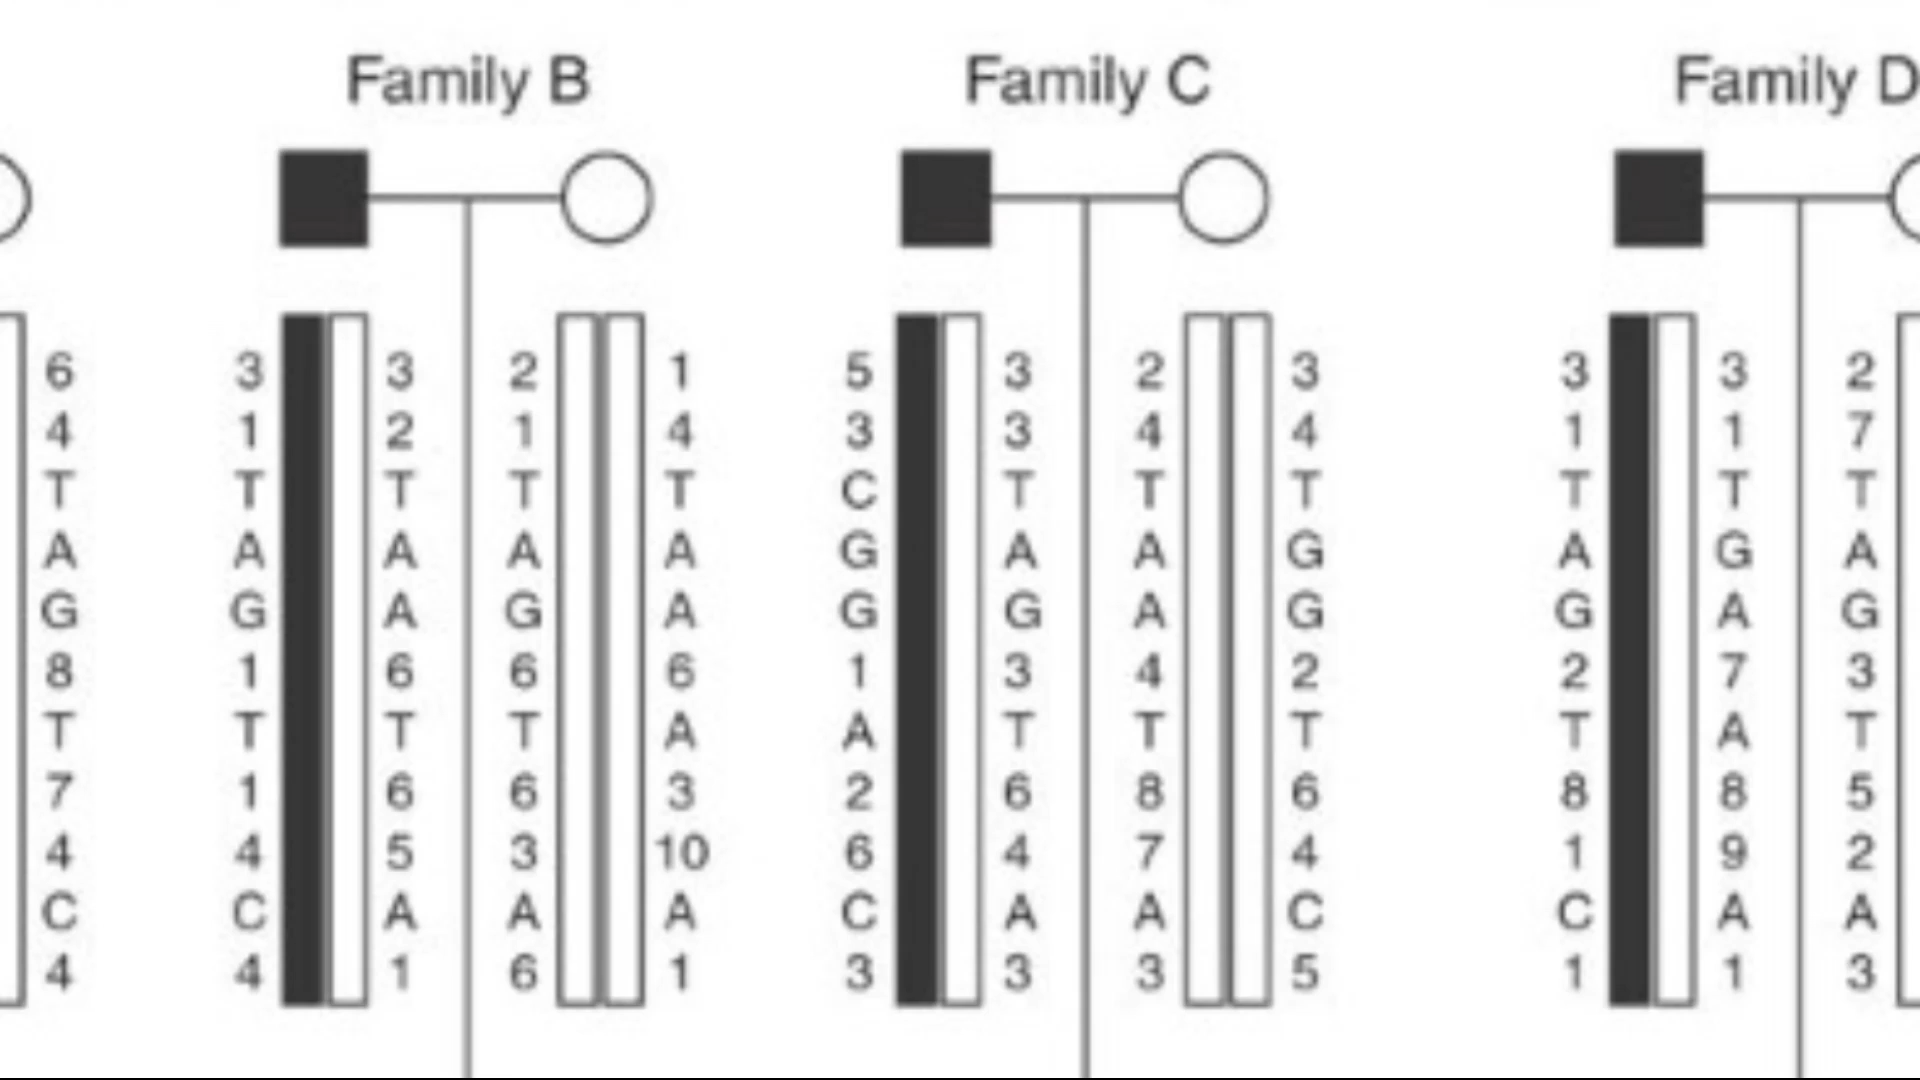 Family B Family C Family D
6 3 3 2 1 5 3 2 3 3 3 2
4 1 2 1 4 3 3 4 4 1 1 7
T T T T T C T T T T T T
A A A A A G A A G A G A
G G A G A G G A G G A G
8 1 6 6 6 1 3 4 2 2 7 3
T T T T A A T T T T A T
7 1 6 6 3 2 6 8 6 8 8 5
4 4 5 3 10 6 4 7 4 1 9 2
C C A A A C A A C C A A
4 4 1 6 1 3 3 3 5 1 1 3